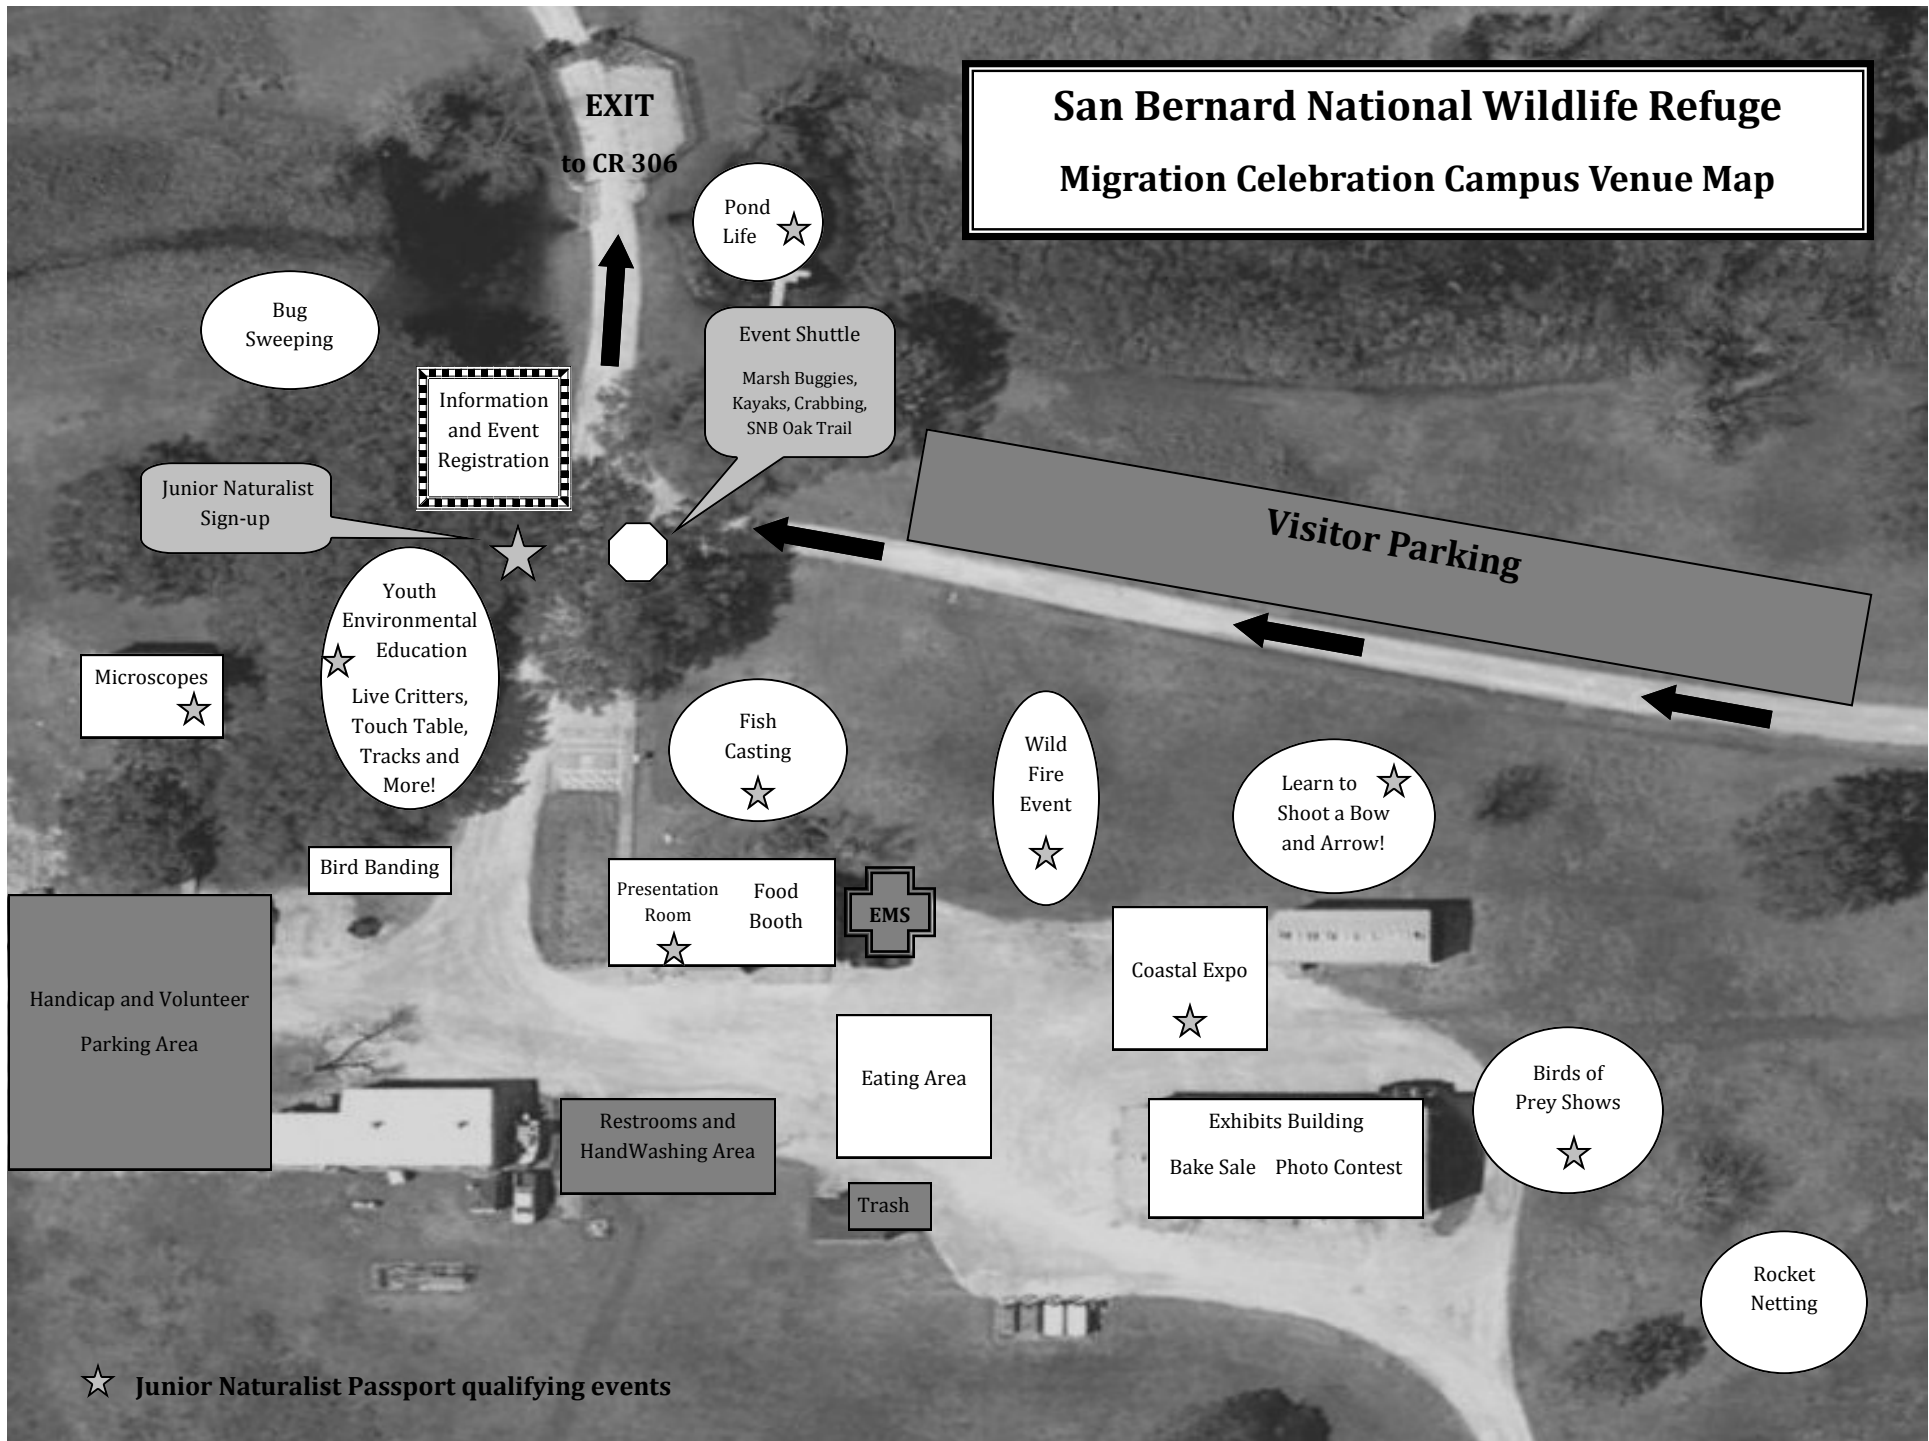 EXIT
to CR 306
San Bernard National Wildlife Refuge
Migration Celebration Campus Venue Map
Pond
Life
Bug
Sweeping
Event Shuttle
Marsh Buggies,
Kayaks, Crabbing,
SNB Oak Trail
Information
and Event
Registration
Junior Naturalist
Sign-up
Visitor Parking
Youth
Environmental
Education
Live Critters,
Touch Table,
Tracks and
More!
Microscopes
Fish
Casting
Wild
Fire
Event
Learn to
Shoot a Bow
and Arrow!
Bird Banding
Presentation
Room
Food
Booth
EMS
Coastal Expo
Handicap and Volunteer
Parking Area
Eating Area
Birds of
Prey Shows
Restrooms and
HandWashing Area
Exhibits Building
Bake Sale Photo Contest
Trash
Rocket
Netting
Junior Naturalist Passport qualifying events